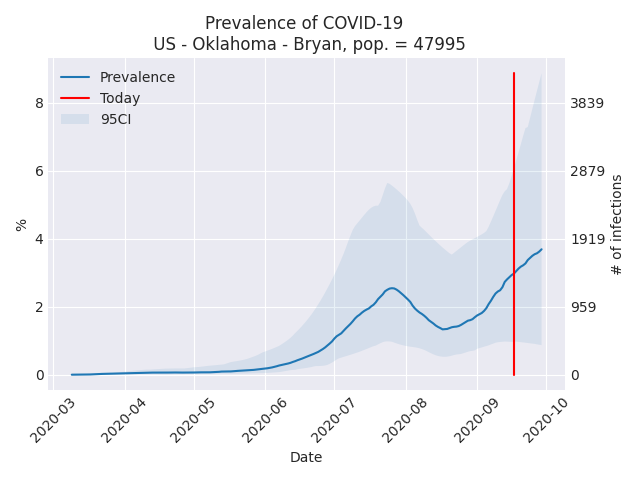 Prevalence of COVID-19
US - Oklahoma - Bryan, pop. = 47995
Prevalence
Today
95CI
8
6
4
2
0
%
3839
2879
1919
959
0
# of infections
2020-03
2020-04
2020-05
2020-06
2020-07
2020-08
2020-09
2020-10
Date